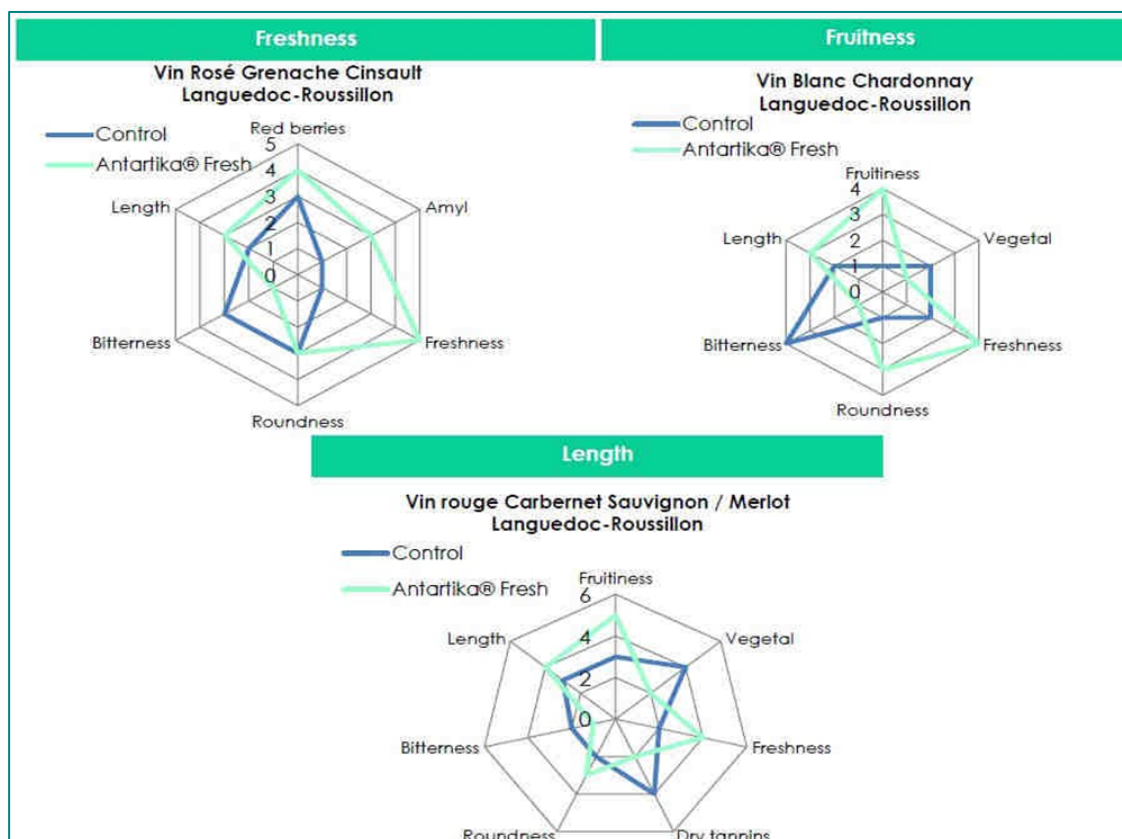 Freshness
Vin Rosé Grenache Cinsault
Languedoc-Roussillon
Control
Antartika® Fresh
Red berries
Amyl
Freshness
Roundness
Bitterness
Length
5
4
3
2
1
0
Fruitness
Vin Blanc Chardonnay
Languedoc-Roussillon
Control
Antartika® Fresh
Fruitiness
Vegetal
Freshness
Roundness
Bitterness
Length
4
3
2
1
0
Length
Vin rouge Carbernet Sauvignon / Merlot
Languedoc-Roussillon
Control
Antartika® Fresh
Fruitiness
Vegetal
Freshness
Dry tannins
Roundness
Bitterness
Length
6
4
2
0